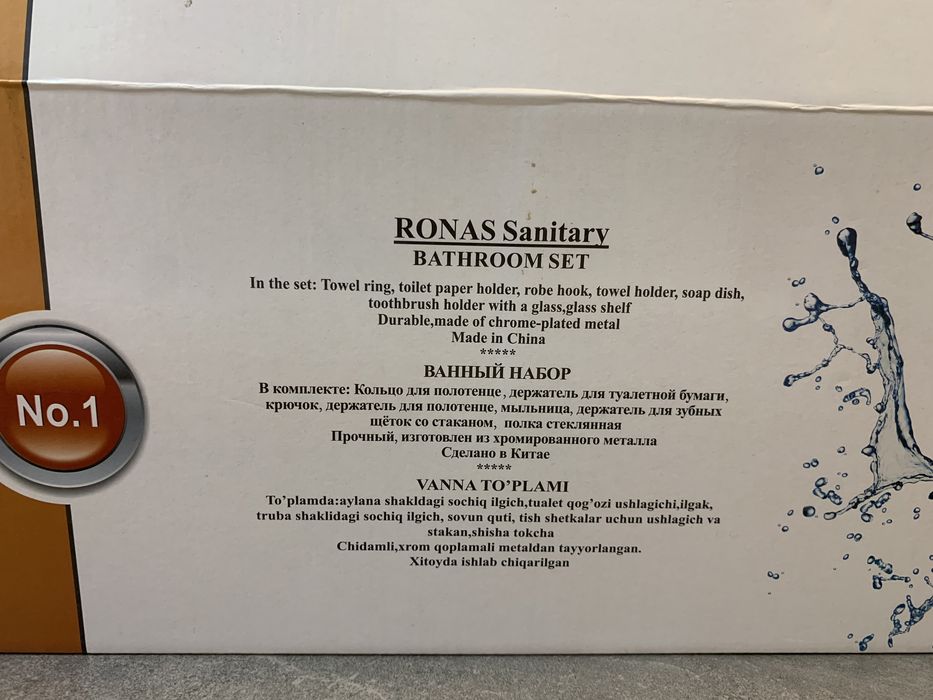 RONAS Sanitary
BATHROOM SET
In the set: Towel ring, toilet paper holder, robe hook, towel holder, soap dish,
toothbrush holder with a glass,glass shelf
Durable,made of chrome-plated metal
Made in China
*****
ВАННЫЙ НАБОР
В комплекте: Кольцо для полотенце, держатель для туалетной бумаги,
крючок, держатель для полотенце, мыльница, держатель для зубных
щёток со стаканом, полка стеклянная
Прочный, изготовлен из хромированного металла
Сделано в Китае
*****
VANNA TO’PLAMI
To’plamda:aylana shakldagi sochiq ilgich,tualet qog’ozi ushlagichi,ilgak,
truba shaklidagi sochiq ilgich, sovun quti, tish shetkalar uchun ushlagich va
stakan,shisha tokcha
Chidamli,xrom qoplamali metaldan tayyorlangan.
Xitoyda ishlab chiqarilgan
No.1